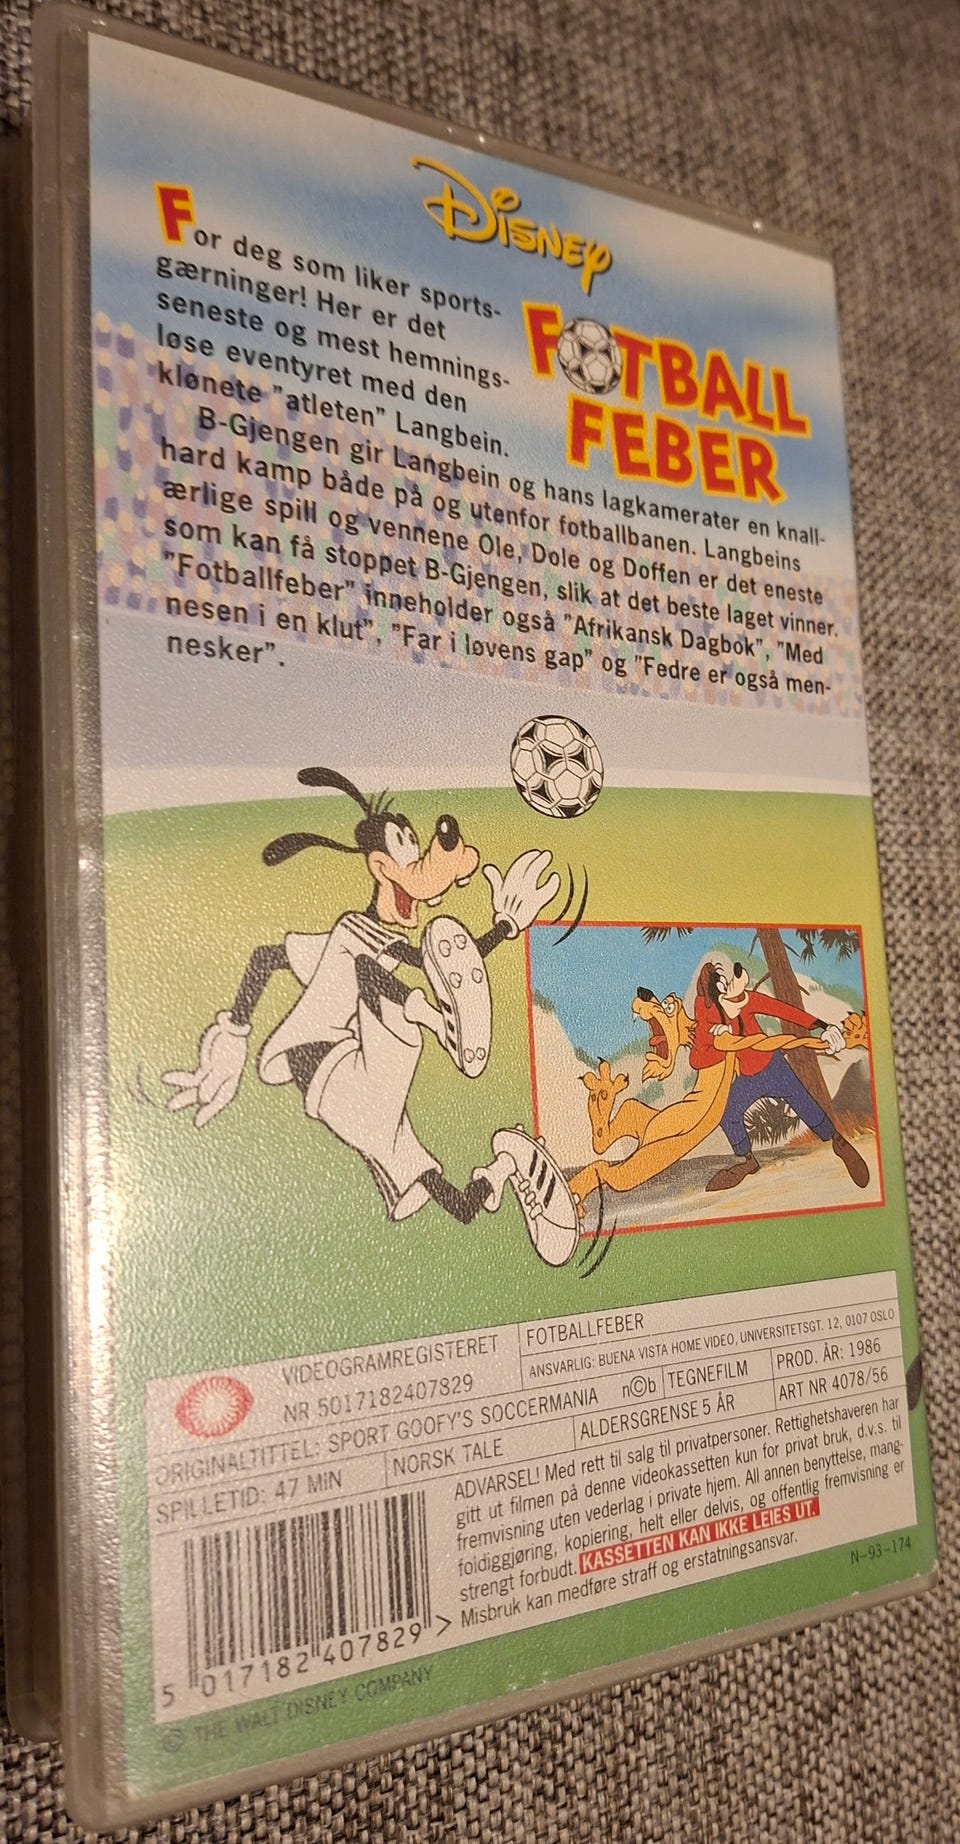 Disney
FOTBALL
FEBER
For deg som liker sports-
gærninger! Her er det
seneste og mest hemnings-
løse eventyret med den
klønete "atleten" Langbein.
B-Gjengen gir Langbein og hans lagkamerater en knall-
hard kamp både på og utenfor fotballbanen. Langbeins
ærlige spill og vennene Ole, Dole og Doffen er det eneste
som kan få stoppet B-Gjengen, slik at det beste laget vinner.
"Fotballfeber" inneholder også "Afrikansk Dagbok", "Med
nesen i en klut", "Far i løvens gap" og "Fedre er også men-
nesker".
VIDEOGRAMREGISTERET
NR 5017182407829
FOTBALLFEBER
ANSVARLIG: BUENA VISTA HOME VIDEO, UNIVERSITETSGT. 12, 0107 OSLO
ORIGINALTITTEL: SPORT GOOFY'S SOCCERMANIA
n©b
TEGNEFILM
PROD. ÅR: 1986
SPILLETID: 47 MIN
NORSK TALE
ALDERSGRENSE 5 ÅR
ART NR 4078/56
ADVARSEL! Med rett til salg til privatpersoner. Rettighetshaveren har
gitt ut filmen på denne videokassetten kun for privat bruk, d.v.s. til
fremvisning uten vederlag i private hjem. All annen benyttelse, mang-
foldiggjøring, kopiering, helt eller delvis, og offentlig fremvisning er
strengt forbudt. KASSETTEN KAN IKKE LEIES UT.
Misbruk kan medføre straff og erstatningsansvar.
N-93-174
5 017182 407829 >
© THE WALT DISNEY COMPANY